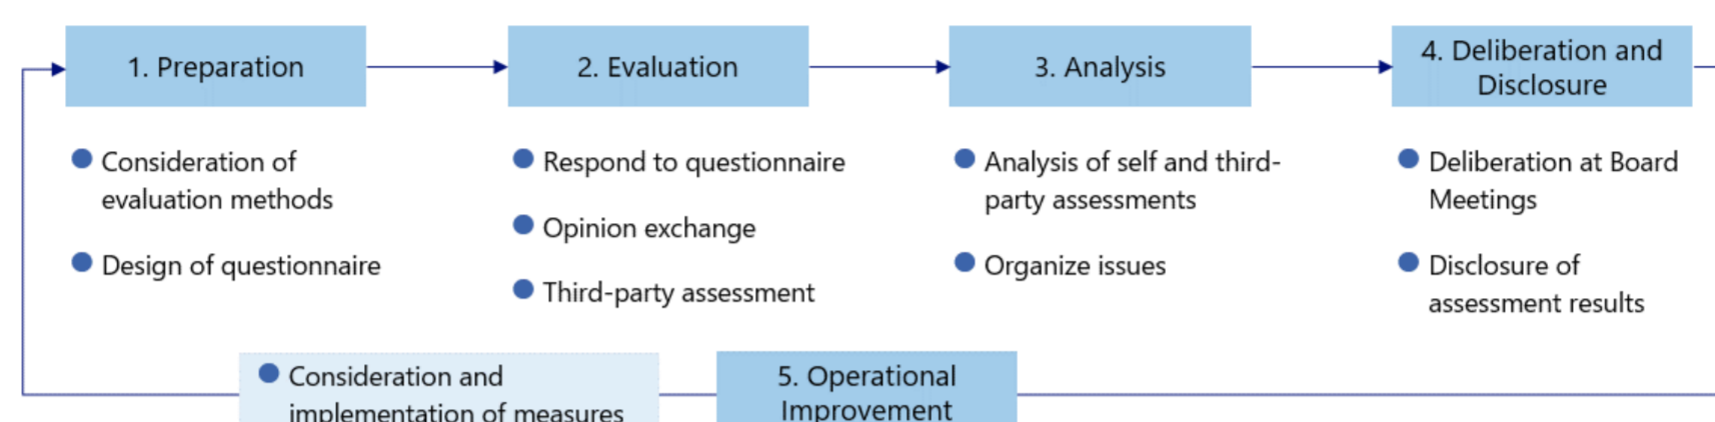 1. Preparation
2. Evaluation
3. Analysis
4. Deliberation and
Disclosure
Consideration of
evaluation methods
Design of questionnaire
Respond to questionnaire
Opinion exchange
Third-party assessment
Analysis of self and third-
party assessments
Organize issues
Deliberation at Board
Meetings
Disclosure of
assessment results
Consideration and
implementation of measures
5. Operational
Improvement